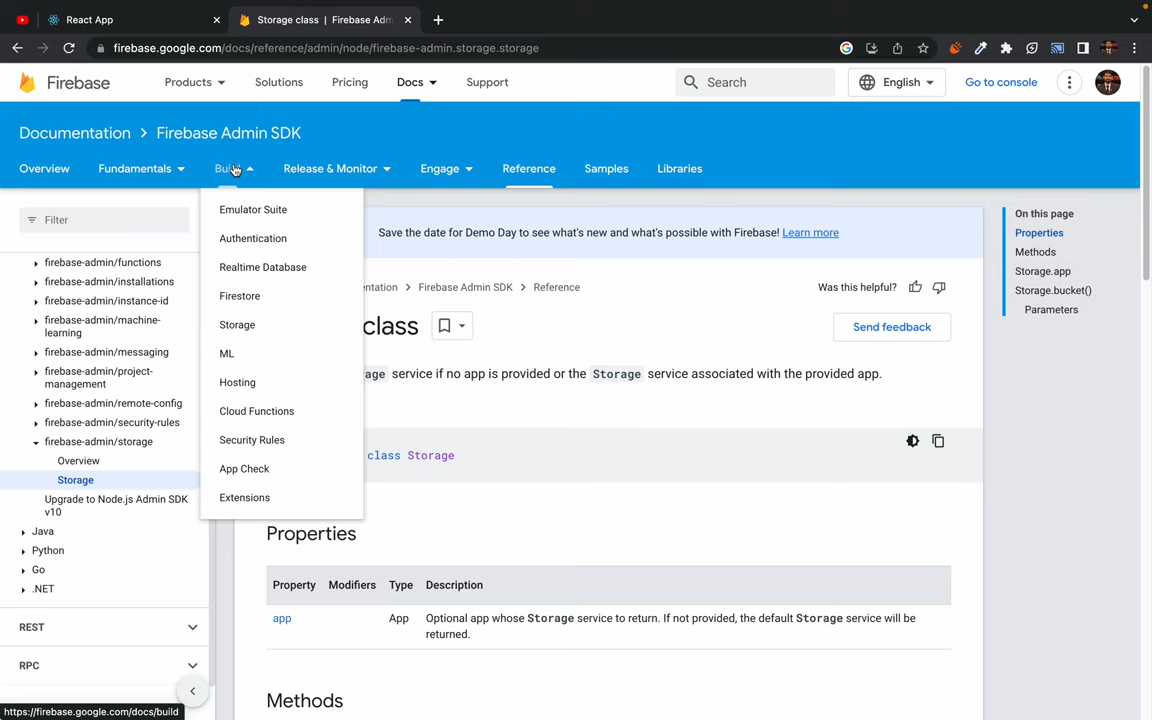 React App
Storage class | Firebase Adm
firebase.google.com/docs/reference/admin/node/firebase-admin.storage.storage
Firebase
Products
Solutions
Pricing
Docs
Support
Search
English
Go to console
Documentation > Firebase Admin SDK
Overview
Fundamentals
Build
Release & Monitor
Engage
Reference
Samples
Libraries
Filter
firebase-admin/functions
firebase-admin/installations
firebase-admin/instance-id
firebase-admin/machine-
learning
firebase-admin/messaging
firebase-admin/project-
management
firebase-admin/remote-config
firebase-admin/security-rules
firebase-admin/storage
Overview
Storage
Upgrade to Node.js Admin SDK
v10
Java
Python
Go
.NET
REST
RPC
https://firebase.google.com/docs/build
Emulator Suite
Authentication
Realtime Database
Firestore
Storage
ML
Hosting
Cloud Functions
Security Rules
App Check
Extensions
Save the date for Demo Day to see what's new and what's possible with Firebase! Learn more
entation > Firebase Admin SDK > Reference
Was this helpful?
class
Send feedback
age service if no app is provided or the Storage service associated with the provided app.
class Storage
Properties
Property Modifiers Type Description
app App Optional app whose Storage service to return. If not provided, the default Storage service will be
returned.
Methods
On this page
Properties
Methods
Storage.app
Storage.bucket()
Parameters